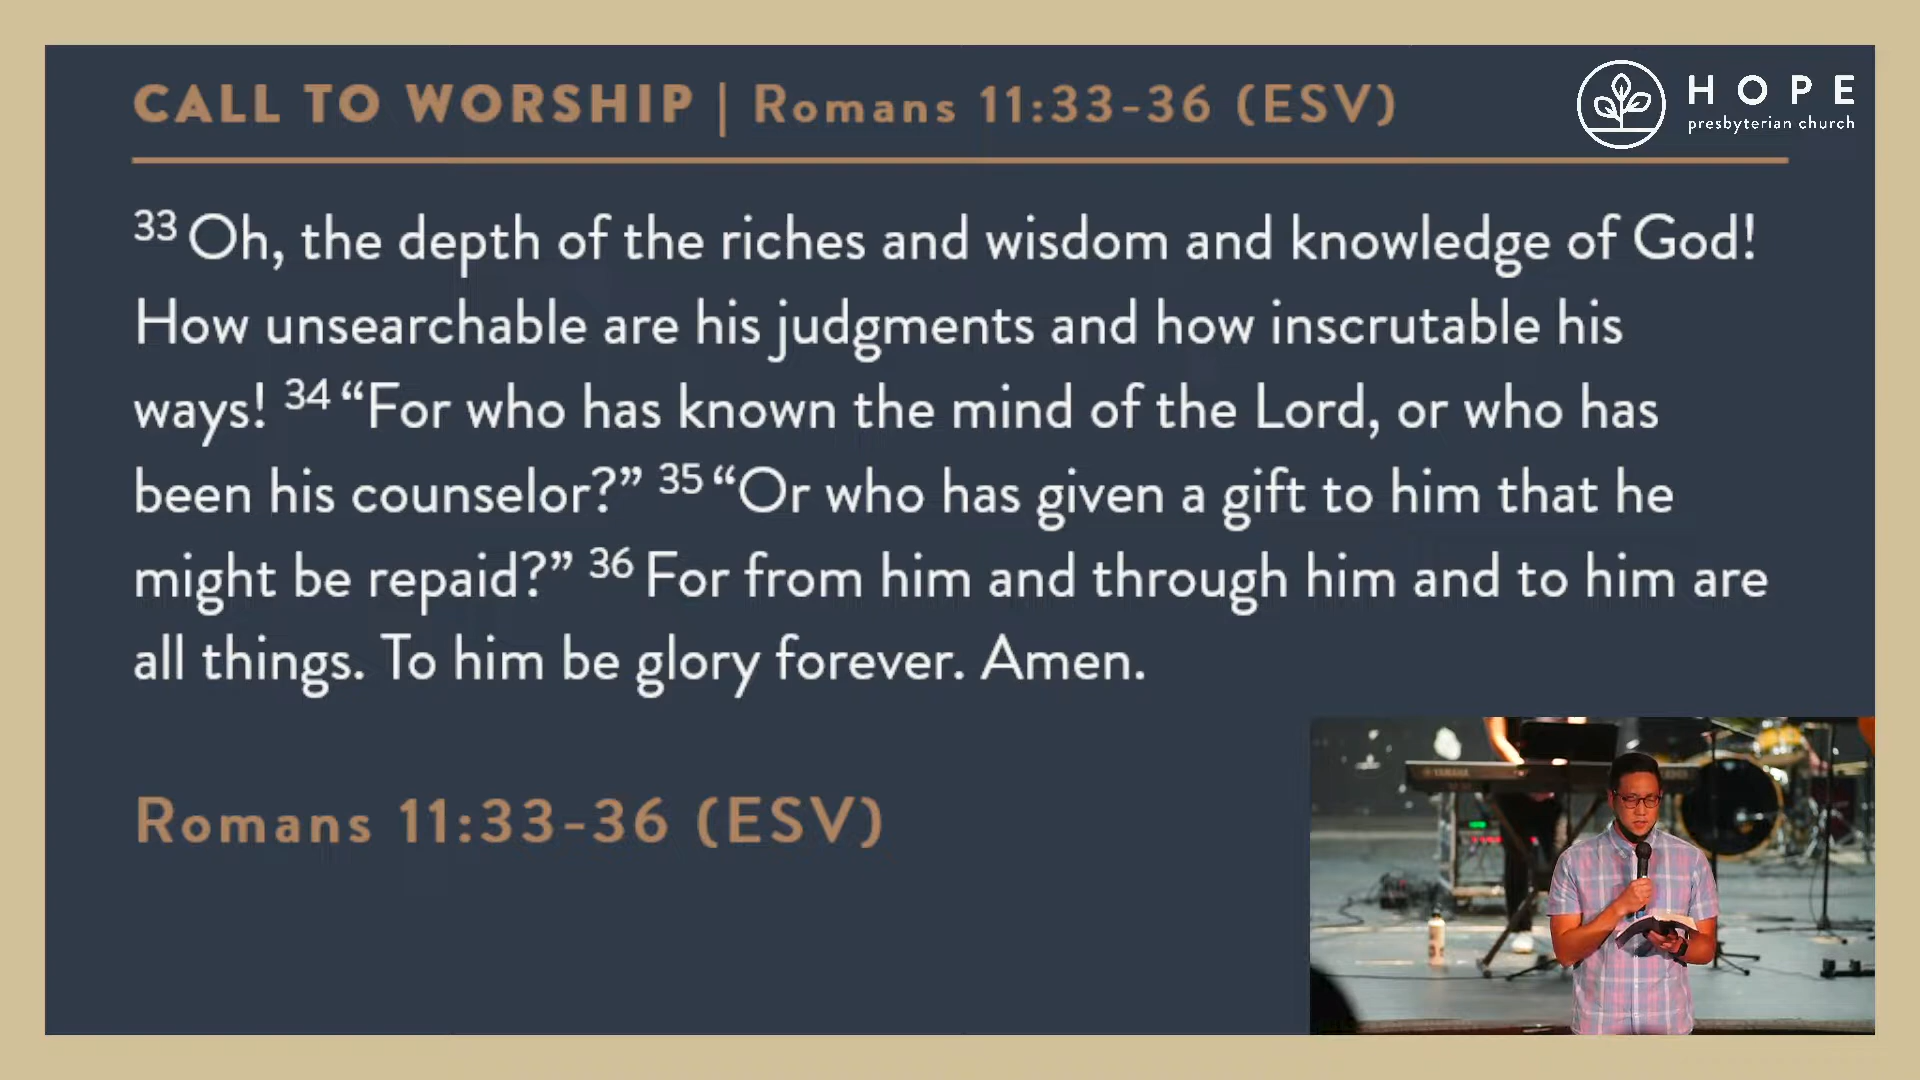 CALL TO WORSHIP | Romans 11:33-36 (ESV)
HOPE
presbyterian church
33 Oh, the depth of the riches and wisdom and knowledge of God!
How unsearchable are his judgments and how inscrutable his
ways! 34 “For who has known the mind of the Lord, or who has
been his counselor?” 35 “Or who has given a gift to him that he
might be repaid?” 36 For from him and through him and to him are
all things. To him be glory forever. Amen.
Romans 11:33-36 (ESV)
YAMAHA